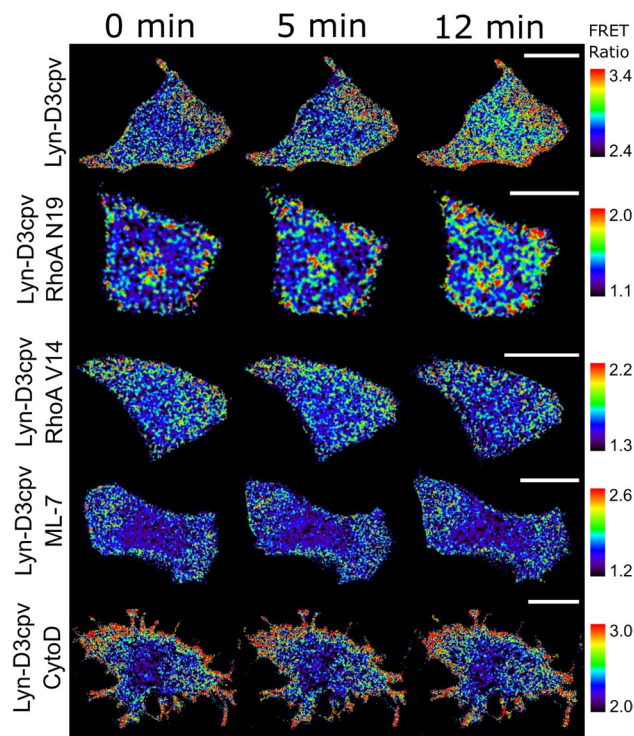 0 min 5 min 12 min
FRET
Ratio
Lyn-D3cpv
3.4
2.4
Lyn-D3cpv
RhoA N19
2.0
1.1
Lyn-D3cpv
RhoA V14
2.2
1.3
Lyn-D3cpv
ML-7
2.6
1.2
Lyn-D3cpv
CytoD
3.0
2.0